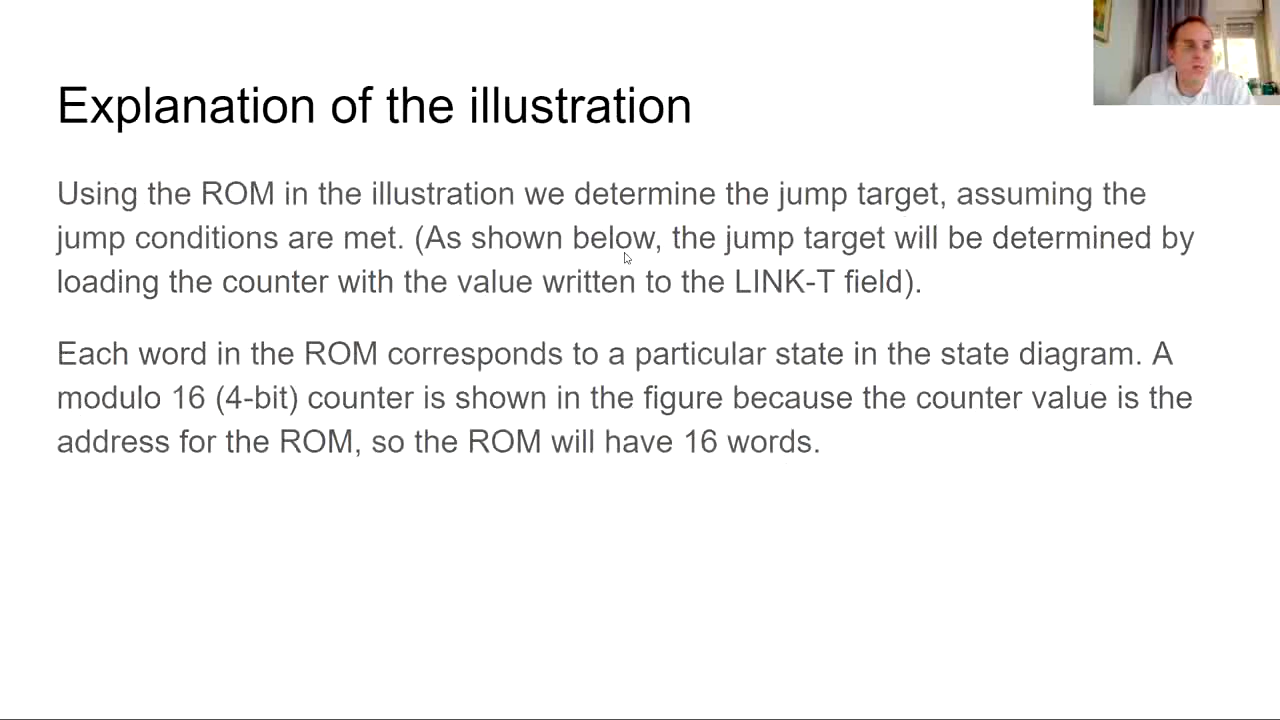 Explanation of the illustration
Using the ROM in the illustration we determine the jump target, assuming the
jump conditions are met. (As shown below, the jump target will be determined by
loading the counter with the value written to the LINK-T field).
Each word in the ROM corresponds to a particular state in the state diagram. A
modulo 16 (4-bit) counter is shown in the figure because the counter value is the
address for the ROM, so the ROM will have 16 words.